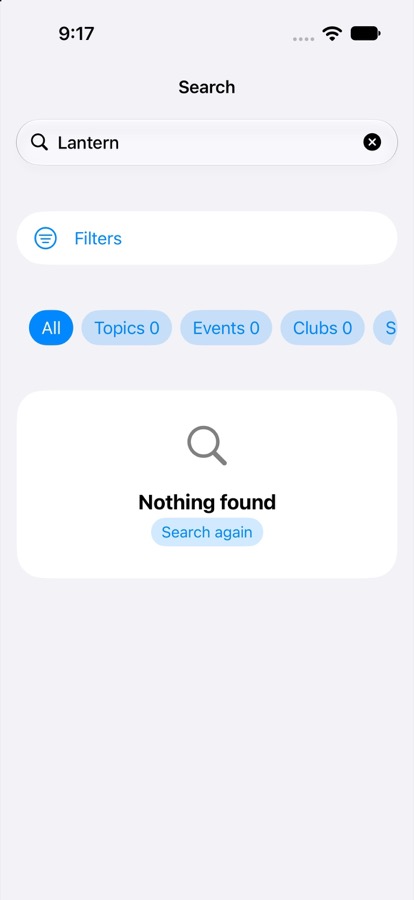 9:17
Search
Lantern
Filters
All Topics 0 Events 0 Clubs 0 S
Nothing found
Search again